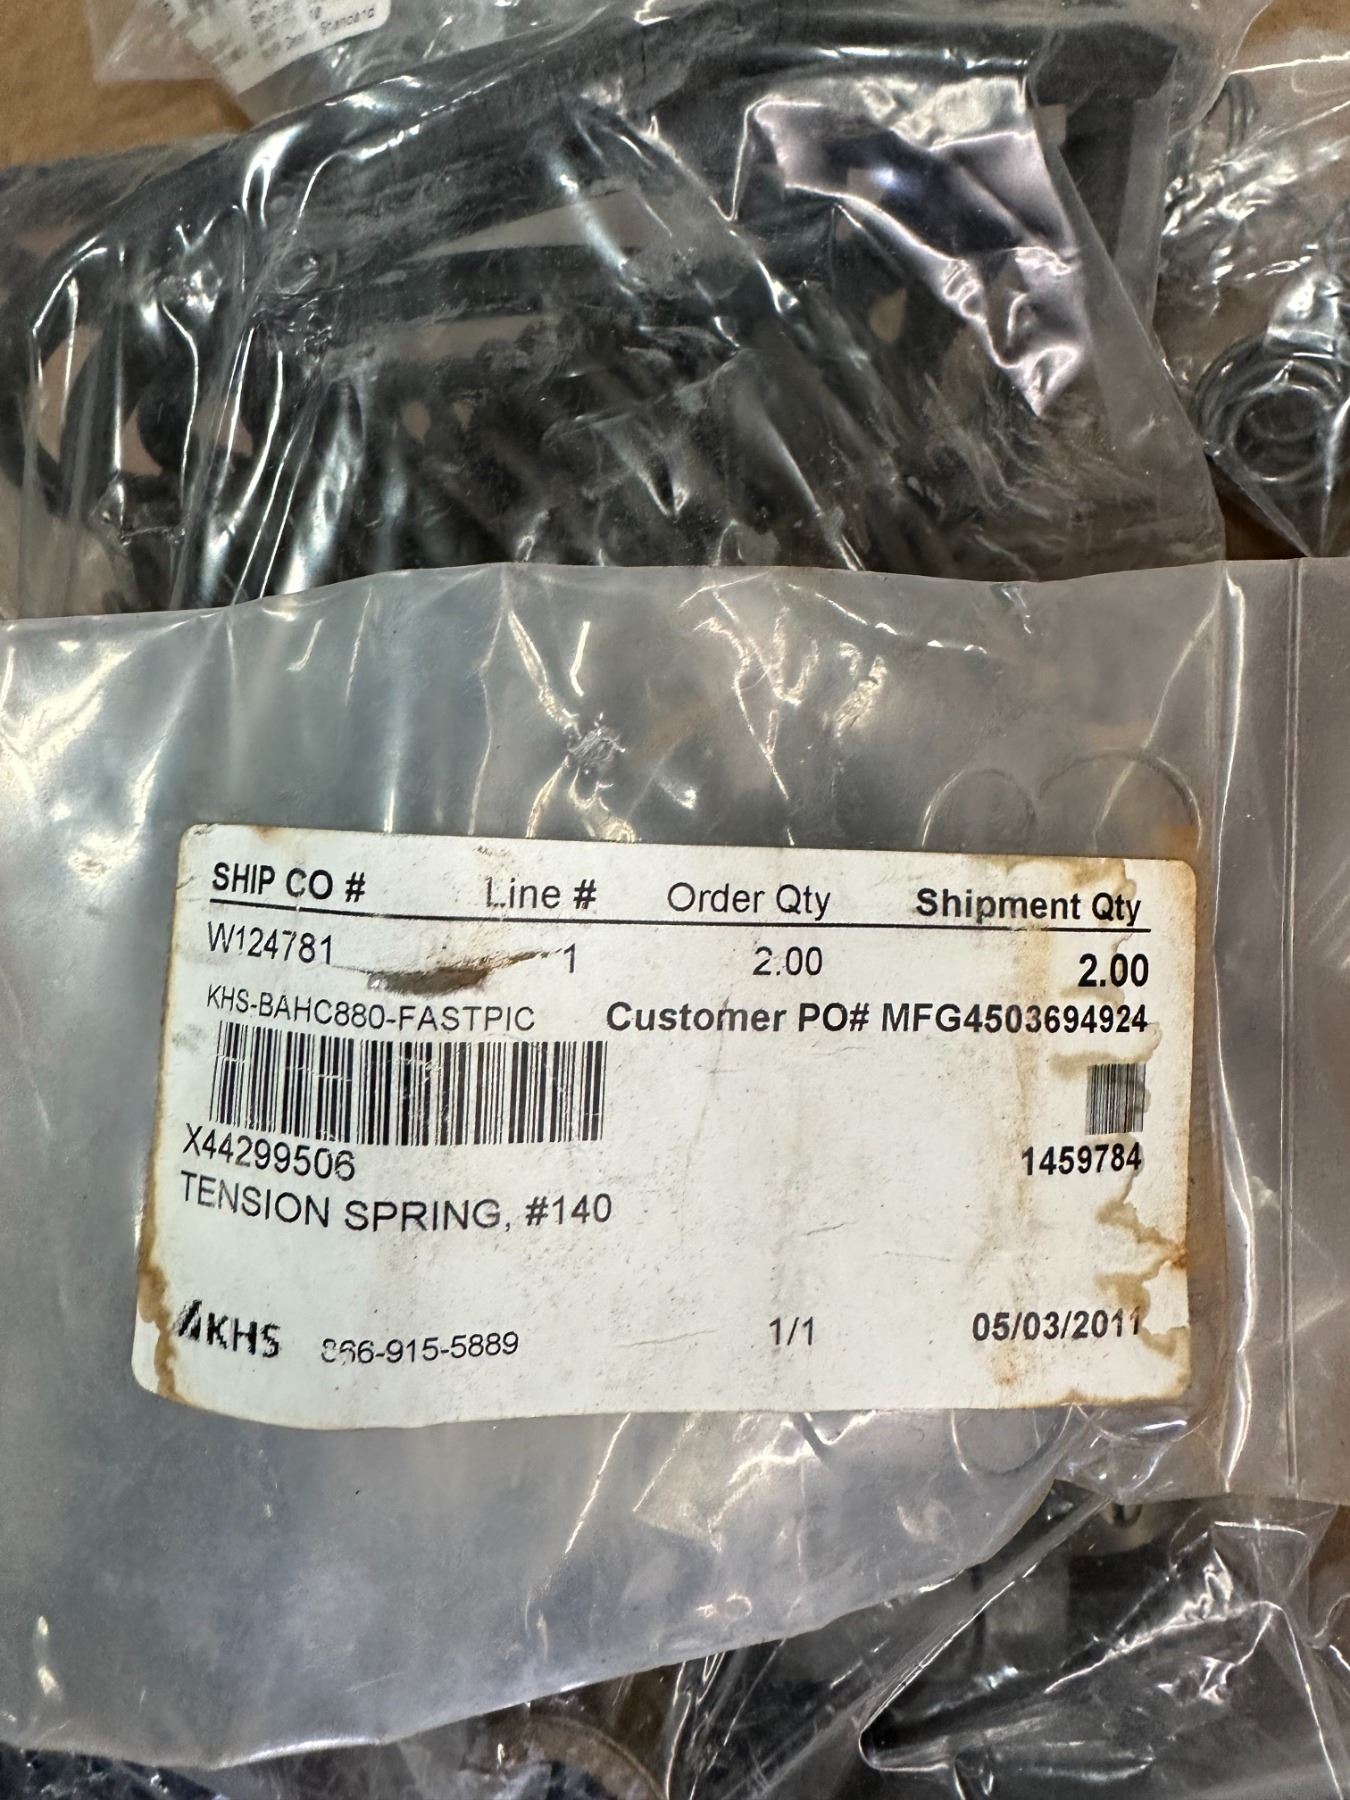 Standard
SHIP CO # Line # Order Qty Shipment Qty
W124781 1 2.00 2.00
KHS-BAHC880-FASTPIC Customer PO# MFG4503694924
X44299506 1459784
TENSION SPRING, #140
KHS 866-915-5889 1/1 05/03/2011